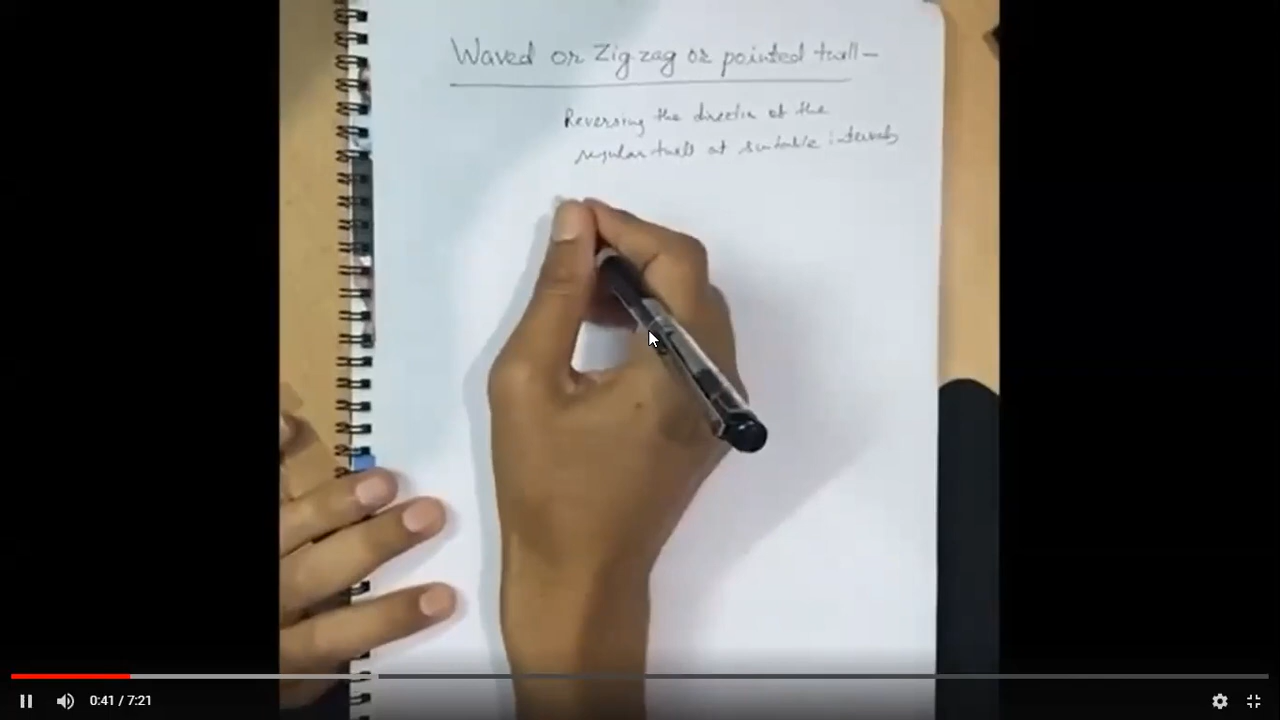 Waved or Zig-zag or pointed twill -
Reversing the direction of the
regular twill at suitable intervals
0:41 / 7:21